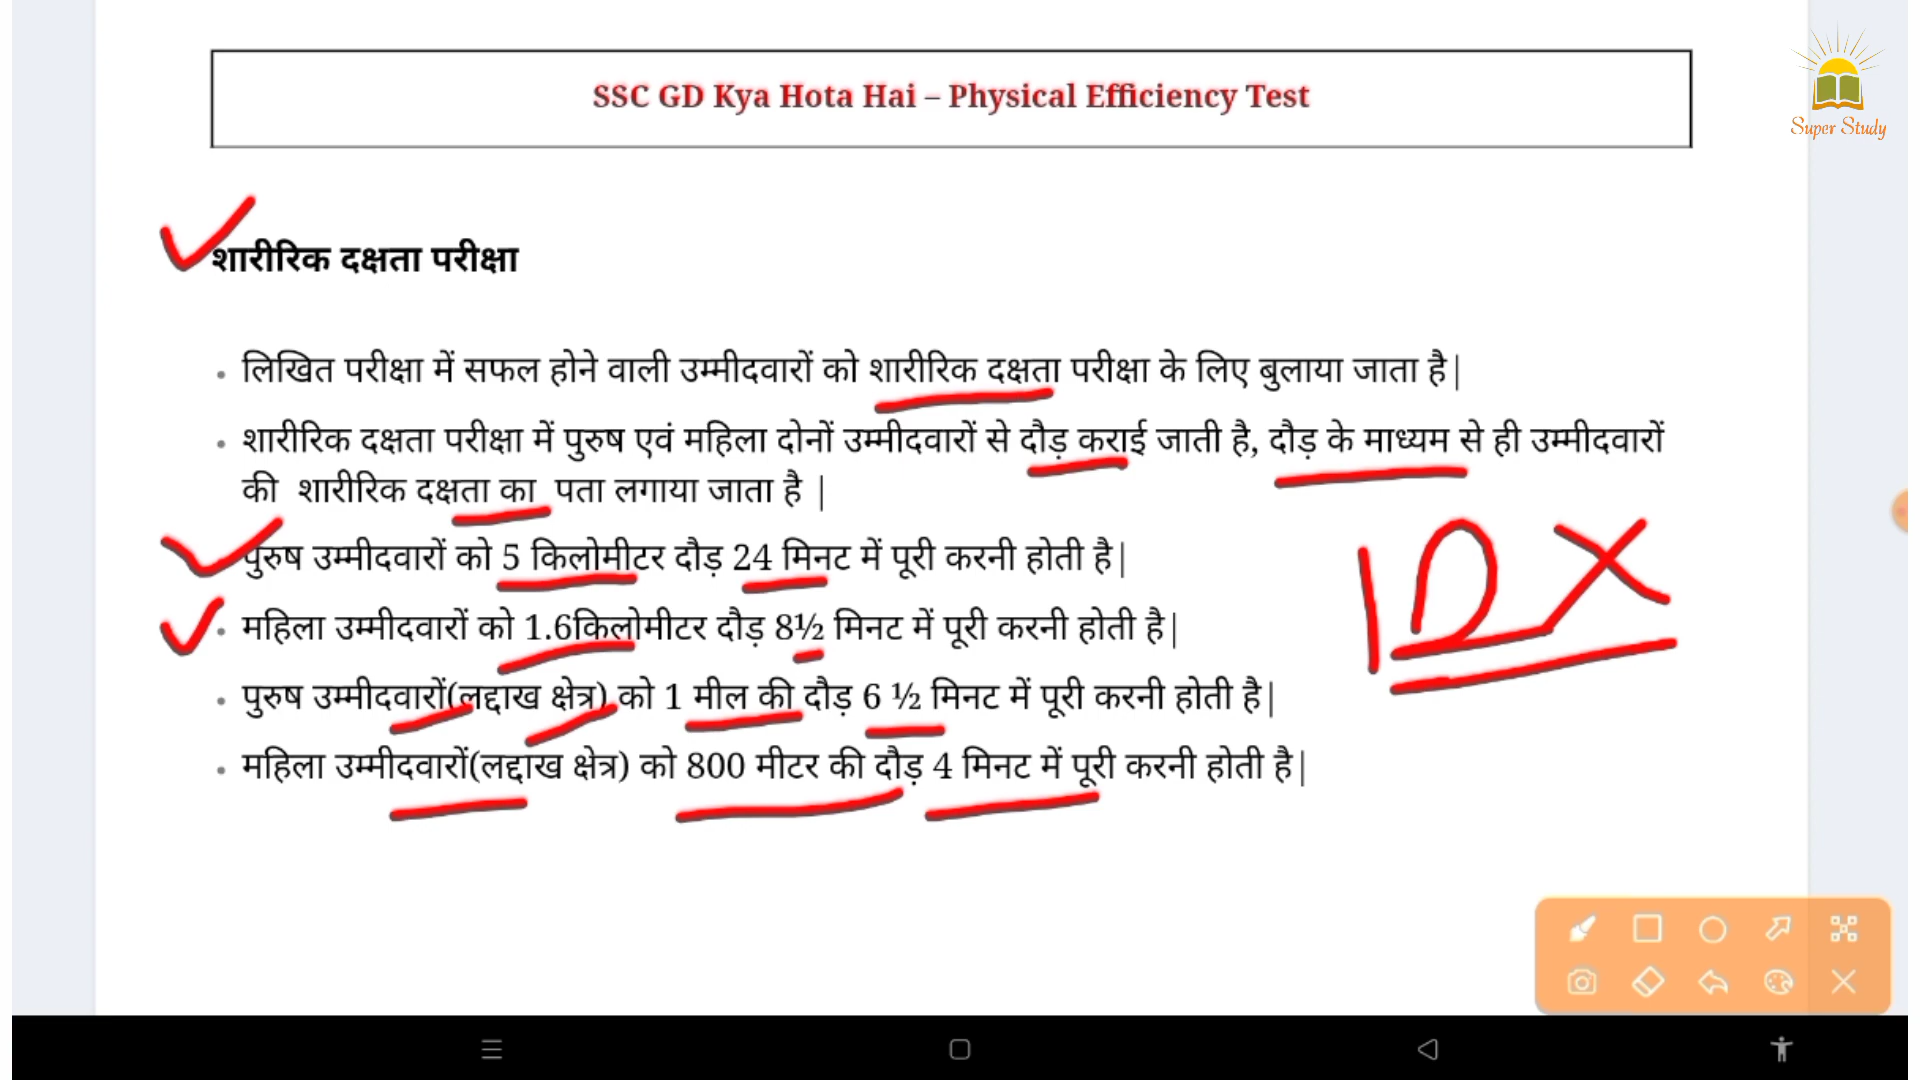 SSC GD Kya Hota Hai – Physical Efficiency Test
Super Study
शारीरिक दक्षता परीक्षा
लिखित परीक्षा में सफल होने वाली उम्मीदवारों को शारीरिक दक्षता परीक्षा के लिए बुलाया जाता है|
शारीरिक दक्षता परीक्षा में पुरुष एवं महिला दोनों उम्मीदवारों से दौड़ कराई जाती है, दौड़ के माध्यम से ही उम्मीदवारों
की शारीरिक दक्षता का पता लगाया जाता है |
पुरुष उम्मीदवारों को 5 किलोमीटर दौड़ 24 मिनट में पूरी करनी होती है|
महिला उम्मीदवारों को 1.6किलोमीटर दौड़ 8½ मिनट में पूरी करनी होती है|
पुरुष उम्मीदवारों(लद्दाख क्षेत्र) को 1 मील की दौड़ 6 ½ मिनट में पूरी करनी होती है|
महिला उम्मीदवारों(लद्दाख क्षेत्र) को 800 मीटर की दौड़ 4 मिनट में पूरी करनी होती है|